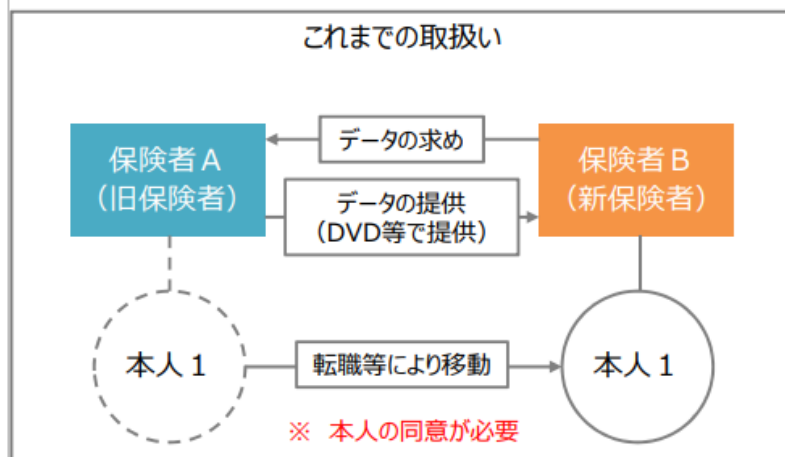 これまでの取扱い
データの求め
保険者A
（旧保険者）
保険者B
（新保険者）
データの提供
（DVD等で提供）
本人1
転職等により移動
本人1
※ 本人の同意が必要